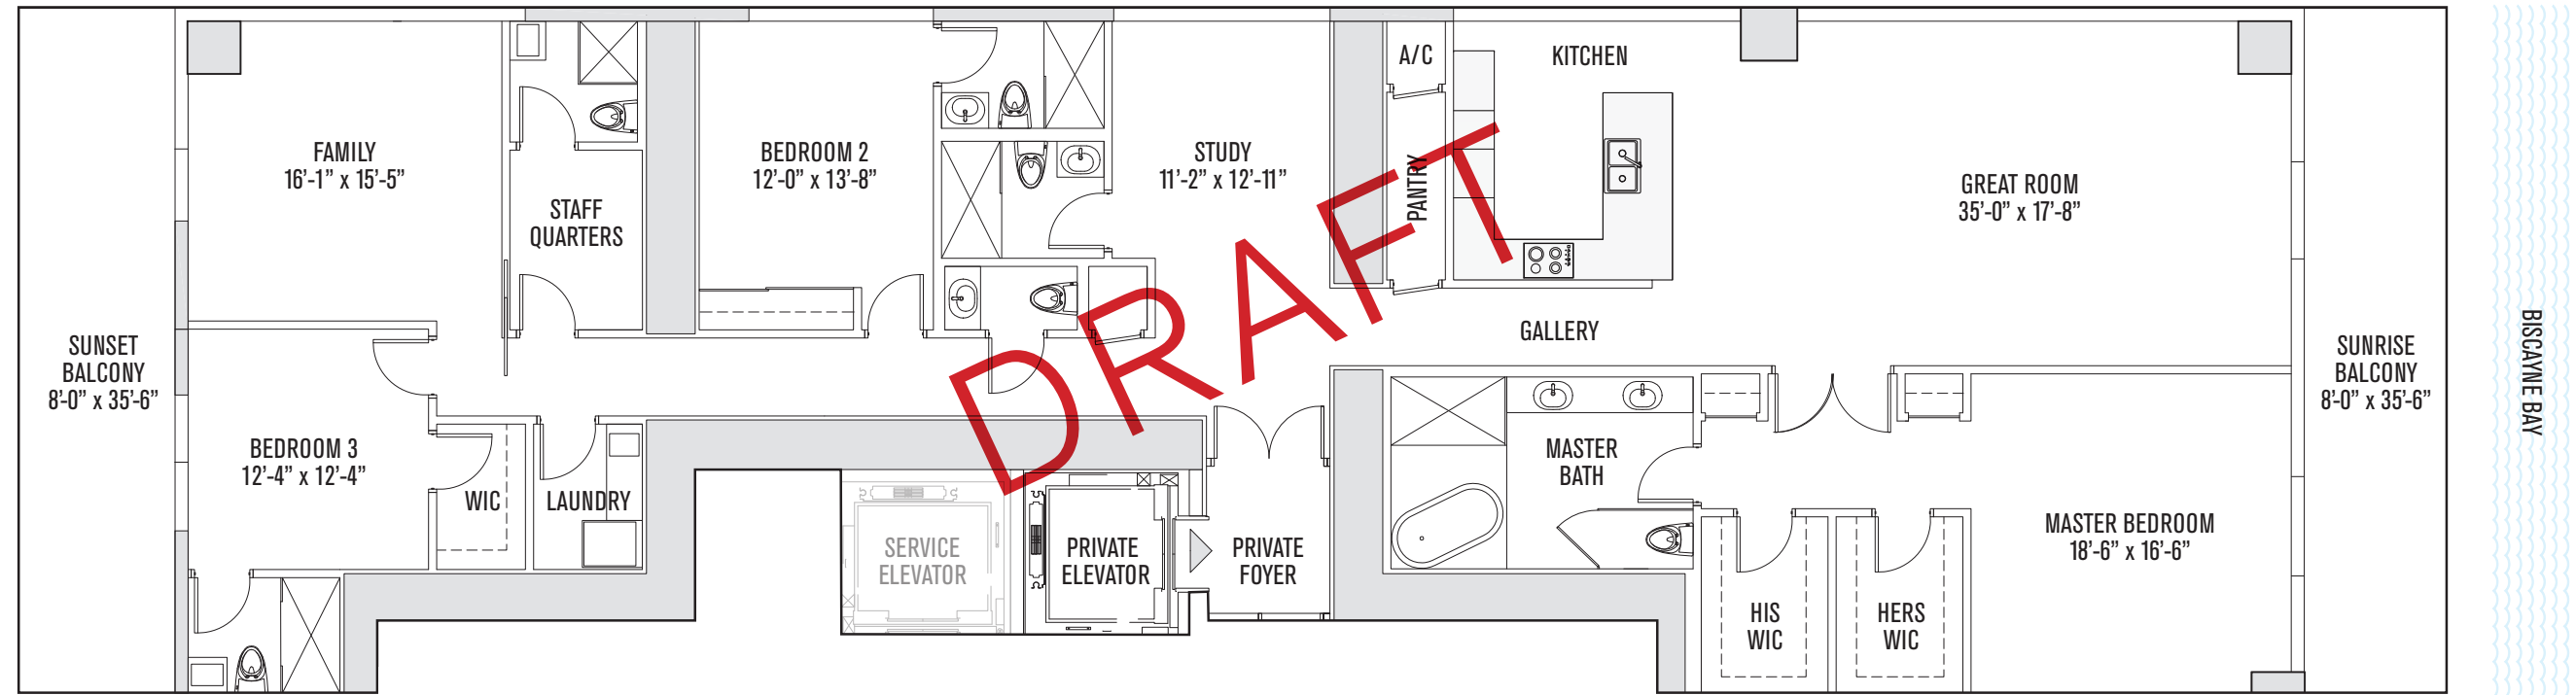 SUNSET
BALCONY
8'-0” x 35'-6”
FAMILY
16'-1” x 15'-5”
STAFF
QUARTERS
BEDROOM 2
12'-0” x 13'-8”
STUDY
11'-2” x 12'-11”
A/C
PANTRY
KITCHEN
GREAT ROOM
35'-0” x 17'-8”
GALLERY
DRAFT
BEDROOM 3
12'-4” x 12'-4”
WIC
LAUNDRY
SERVICE
ELEVATOR
PRIVATE
ELEVATOR
PRIVATE
FOYER
MASTER
BATH
HIS
WIC
HERS
WIC
MASTER BEDROOM
18'-6” x 16'-6”
SUNRISE
BALCONY
8'-0” x 35'-6”
BISCAYNE BAY